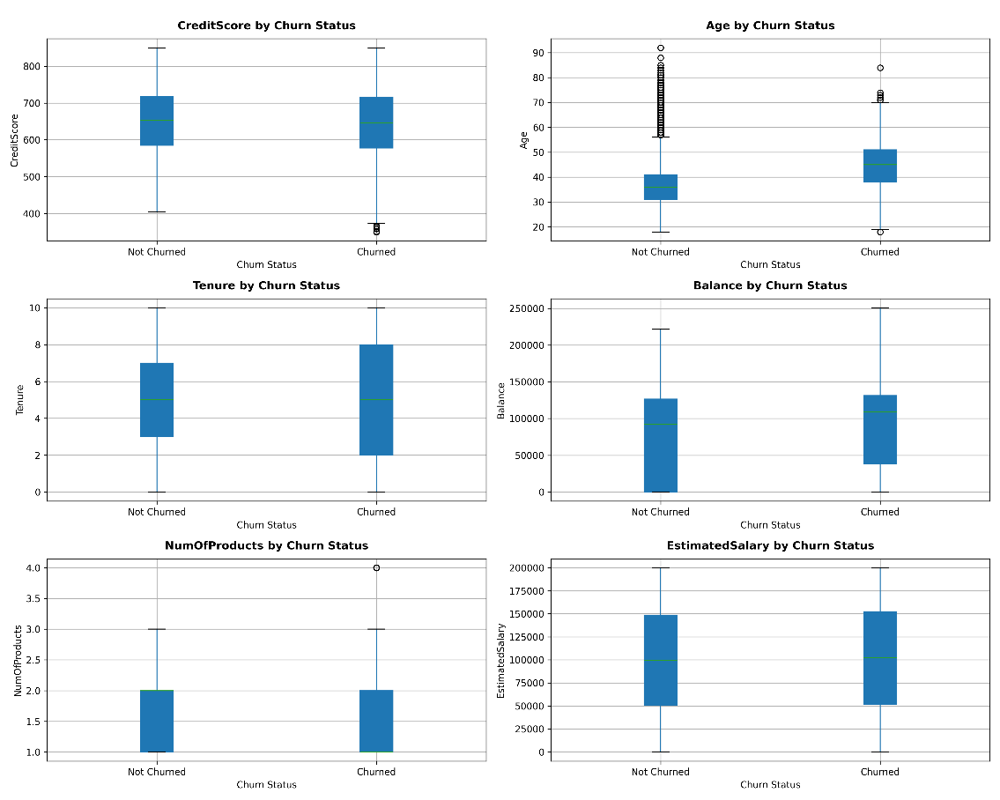 CreditScore by Churn Status
CreditScore
800
700
600
500
400
Not Churned
Churned
Churn Status
Age by Churn Status
Age
90
80
70
60
50
40
30
20
Not Churned
Churned
Churn Status
Tenure by Churn Status
Tenure
10
8
6
4
2
0
Not Churned
Churned
Churn Status
Balance by Churn Status
Balance
250000
200000
150000
100000
50000
0
Not Churned
Churned
Churn Status
NumOfProducts by Churn Status
NumOfProducts
4.0
3.5
3.0
2.5
2.0
1.5
1.0
Not Churned
Churned
Churn Status
EstimatedSalary by Churn Status
EstimatedSalary
200000
175000
150000
125000
100000
75000
50000
25000
0
Not Churned
Churned
Churn Status